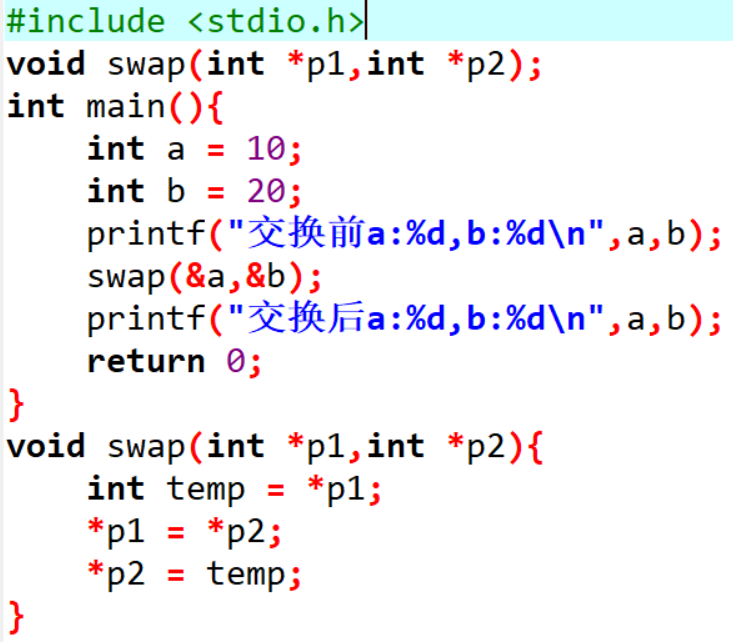 #include <stdio.h>
void swap(int *p1,int *p2);
int main(){
    int a = 10;
    int b = 20;
    printf("交换前a:%d,b:%d\n",a,b);
    swap(&a,&b);
    printf("交换后a:%d,b:%d\n",a,b);
    return 0;
}
void swap(int *p1,int *p2){
    int temp = *p1;
    *p1 = *p2;
    *p2 = temp;
}